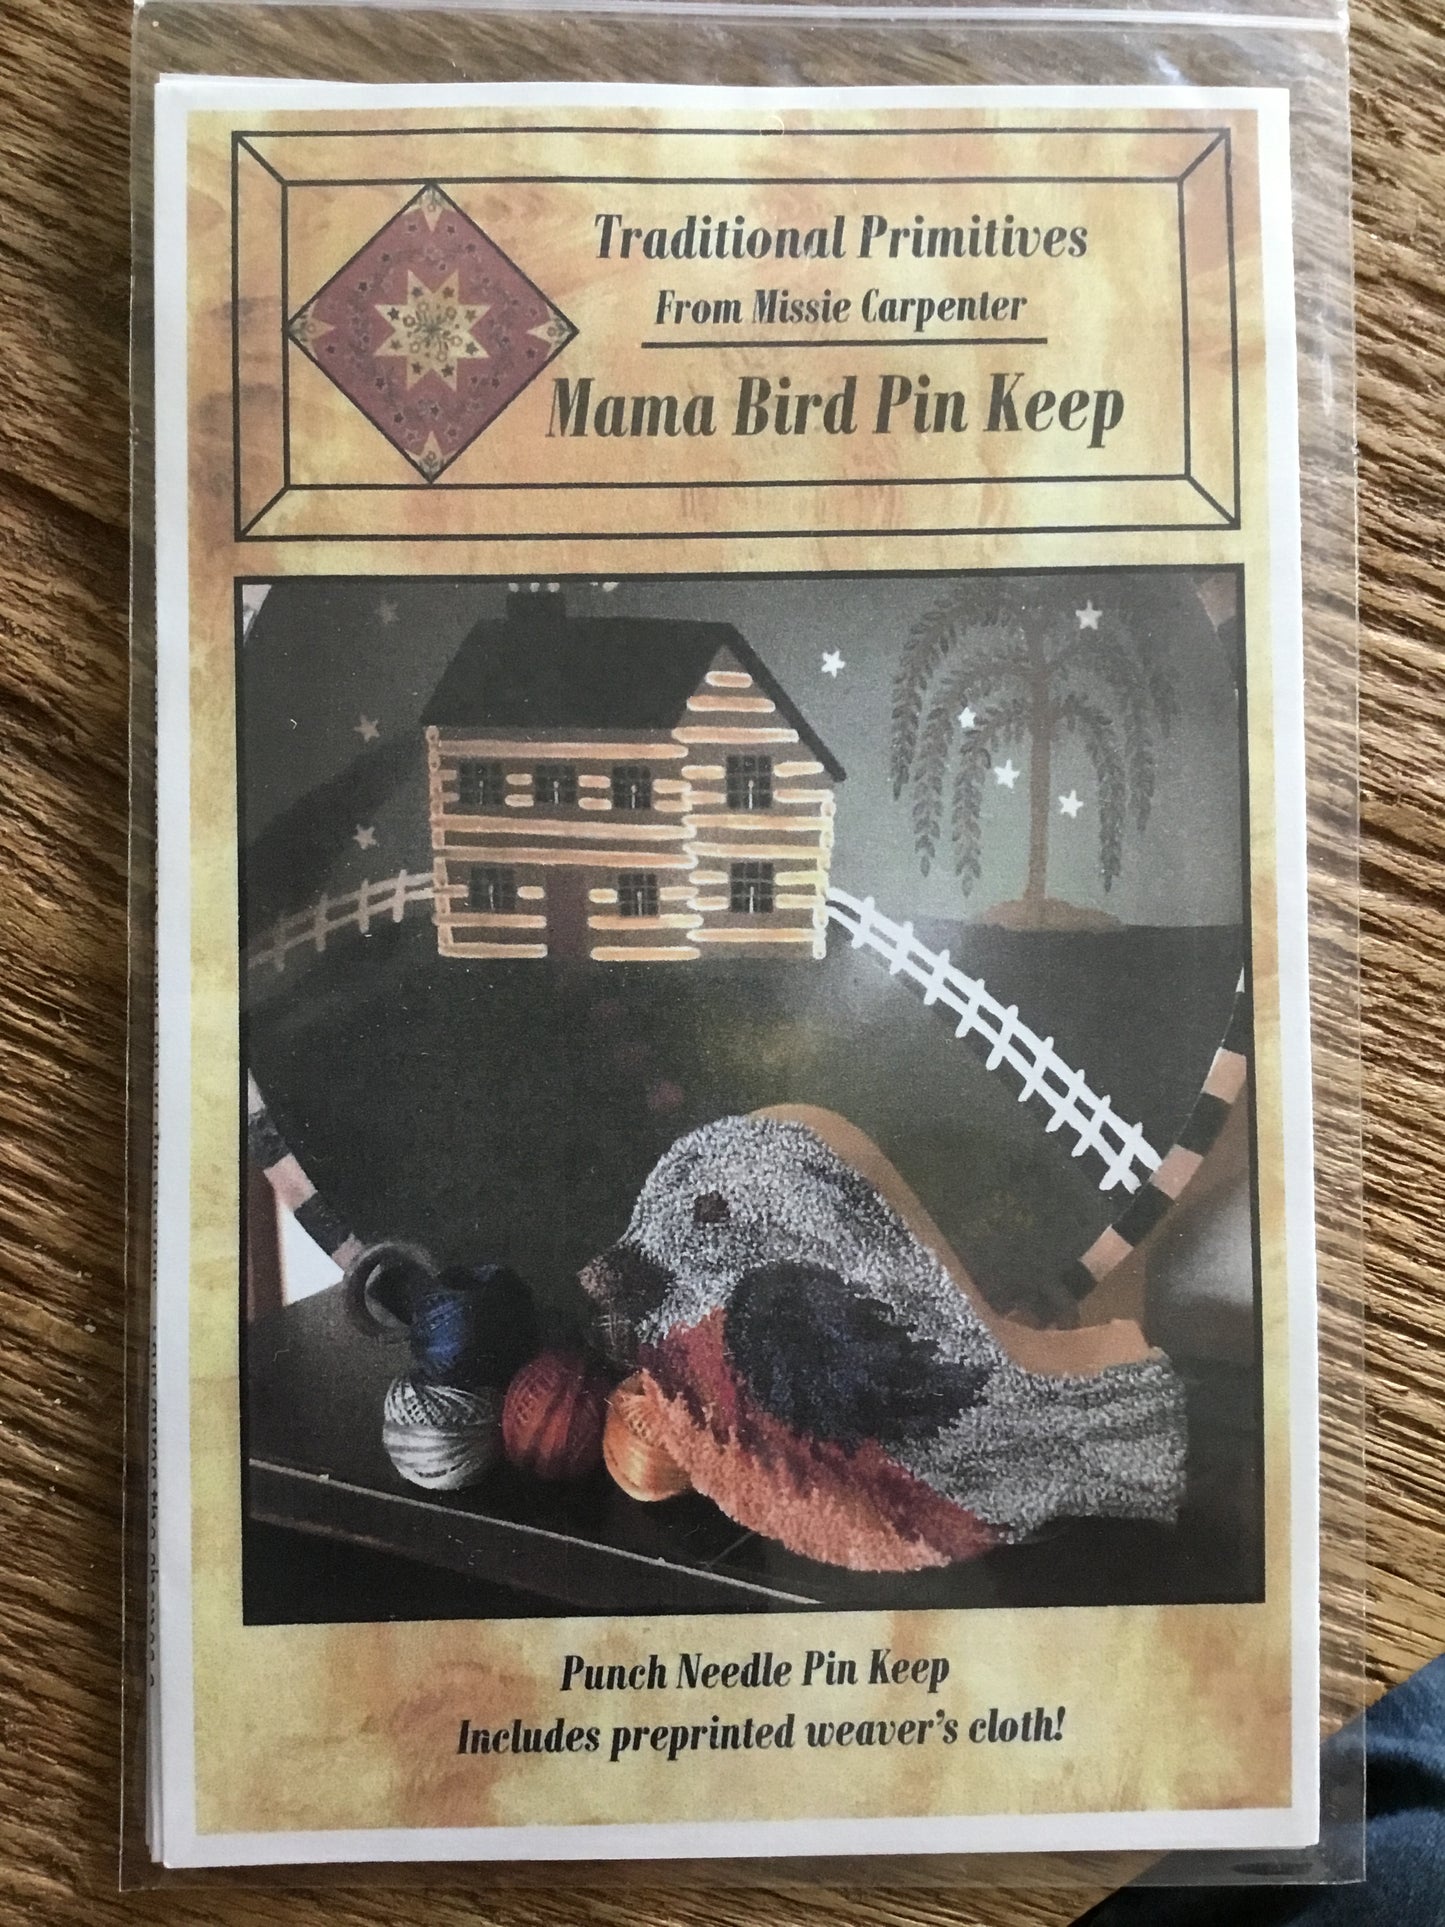 Traditional Primitives
From Missie Carpenter
Mama Bird Pin Keep
Punch Needle Pin Keep
Includes preprinted weaver's cloth!